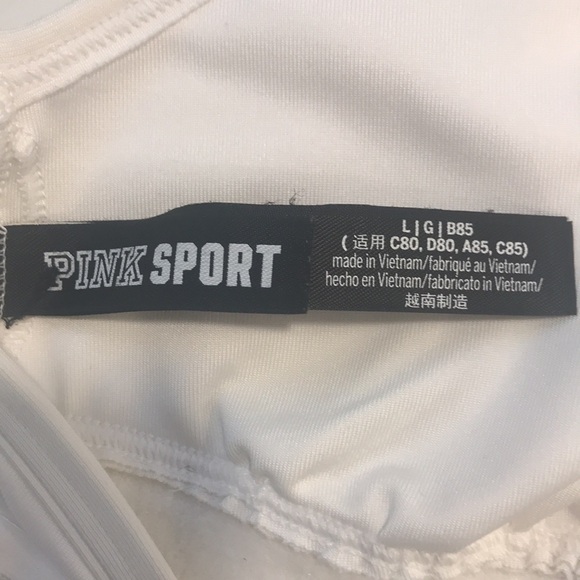 PINK SPORT
L | G | B85
( 适用 C80, D80, A85, C85)
made in Vietnam/fabriqué au Vietnam/
hecho en Vietnam/fabbricato in Vietnam/
越南制造